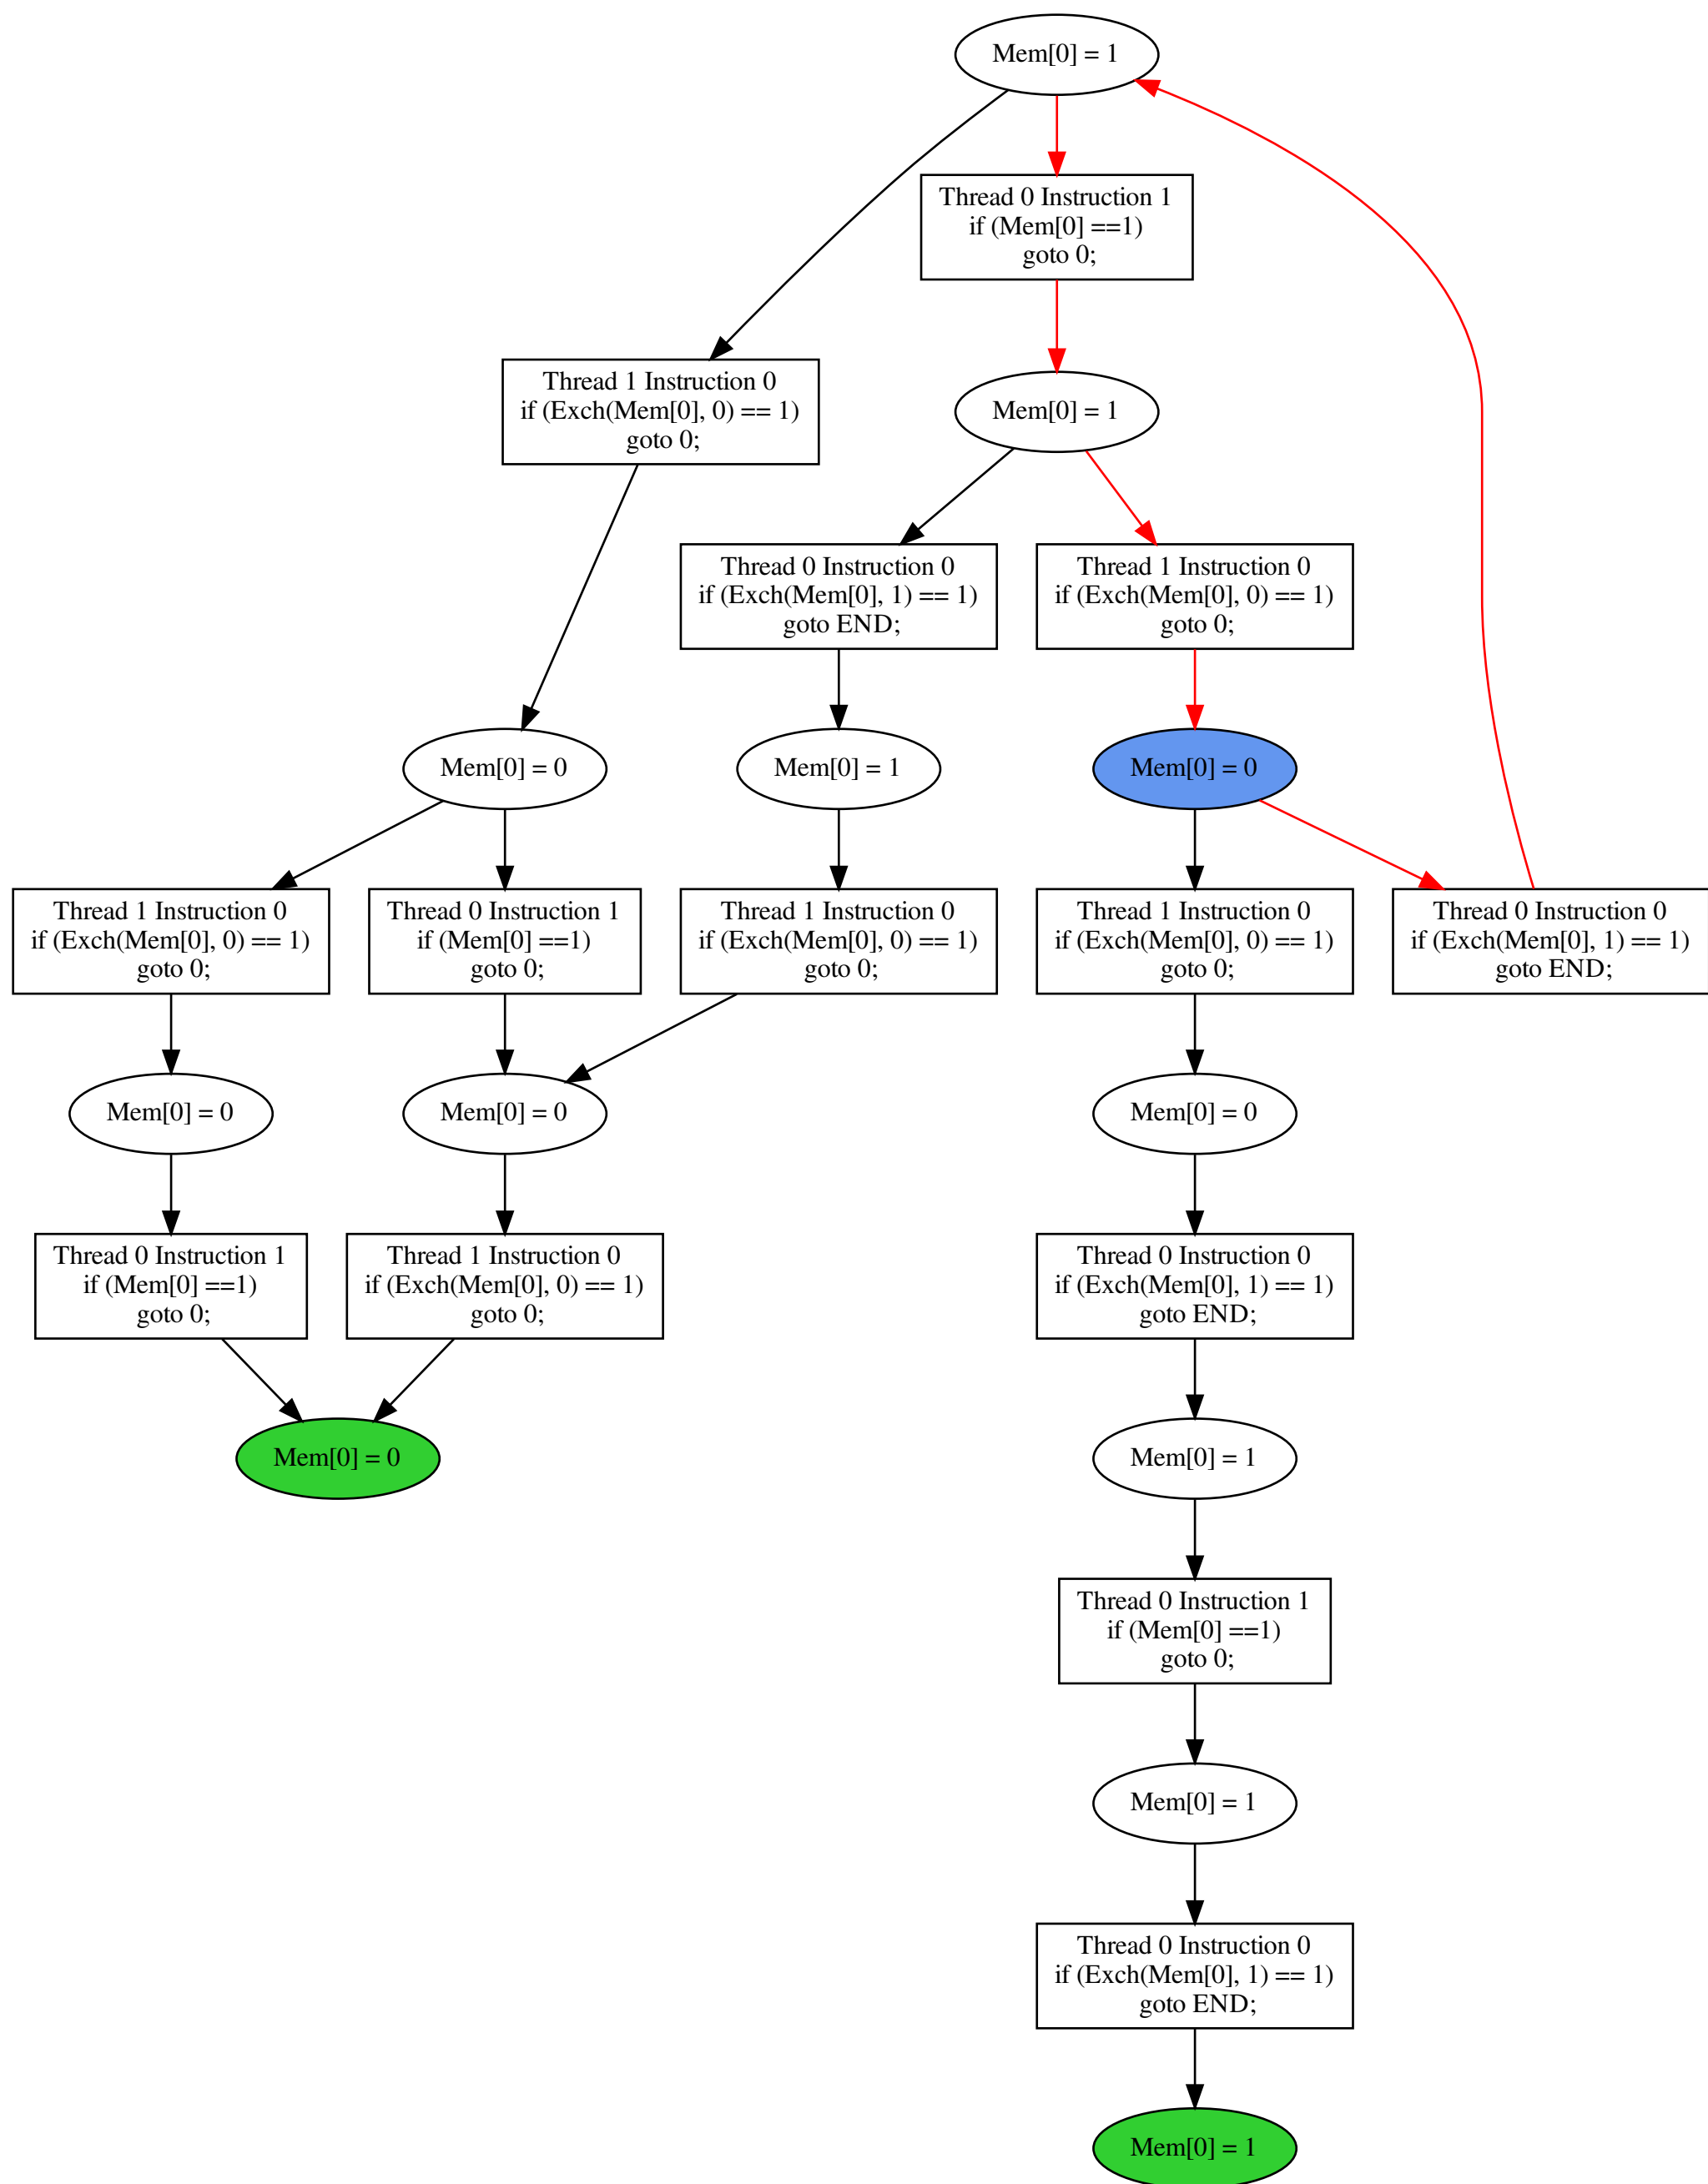 Mem[0] = 1
Thread 0 Instruction 1
if (Mem[0] ==1)
goto 0;
Thread 1 Instruction 0
if (Exch(Mem[0], 0) == 1)
goto 0;
Mem[0] = 1
Thread 0 Instruction 0
if (Exch(Mem[0], 1) == 1)
goto END;
Thread 1 Instruction 0
if (Exch(Mem[0], 0) == 1)
goto 0;
Mem[0] = 0
Mem[0] = 1
Mem[0] = 0
Thread 1 Instruction 0
if (Exch(Mem[0], 0) == 1)
goto 0;
Thread 0 Instruction 1
if (Mem[0] ==1)
goto 0;
Thread 1 Instruction 0
if (Exch(Mem[0], 0) == 1)
goto 0;
Thread 1 Instruction 0
if (Exch(Mem[0], 0) == 1)
goto 0;
Thread 0 Instruction 0
if (Exch(Mem[0], 1) == 1)
goto END;
Mem[0] = 0
Mem[0] = 0
Mem[0] = 0
Thread 0 Instruction 1
if (Mem[0] ==1)
goto 0;
Thread 1 Instruction 0
if (Exch(Mem[0], 0) == 1)
goto 0;
Thread 0 Instruction 0
if (Exch(Mem[0], 1) == 1)
goto END;
Mem[0] = 0
Mem[0] = 1
Thread 0 Instruction 1
if (Mem[0] ==1)
goto 0;
Mem[0] = 1
Thread 0 Instruction 0
if (Exch(Mem[0], 1) == 1)
goto END;
Mem[0] = 1